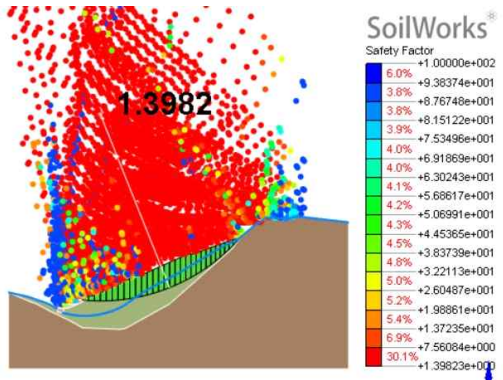 SoilWorks
Safety Factor
1.3982
+1.00000e+002
6.0%
+9.38374e+001
3.8%
+8.76748e+001
3.8%
+8.15122e+001
3.9%
+7.53496e+001
4.0%
+6.91869e+001
4.0%
+6.30243e+001
4.1%
+5.68617e+001
4.2%
+5.06991e+001
4.3%
+4.45365e+001
4.5%
+3.83739e+001
4.8%
+3.22113e+001
5.0%
+2.60487e+001
5.2%
+1.98861e+001
5.4%
+1.37235e+001
6.9%
+7.56084e+000
30.1%
+1.39823e+000